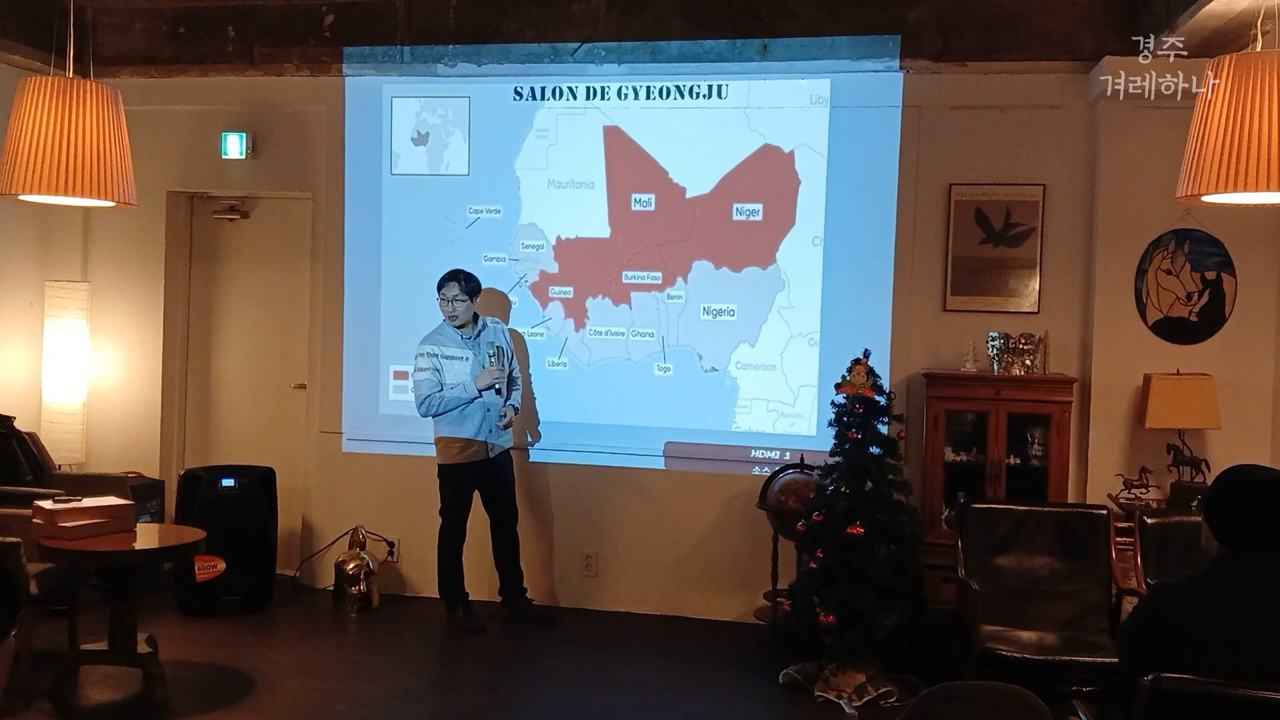 경주
겨레하나
SALON DE GYEONGJU
Liby
Mauritania
Mali
Niger
Cape Verde
Senegal
Gambia
Burkina Faso
Guinea
Benin
Nigeria
Côte d'Ivoire
Ghana
Liberia
Togo
Cameroon
Republic
HDMI 1
600W